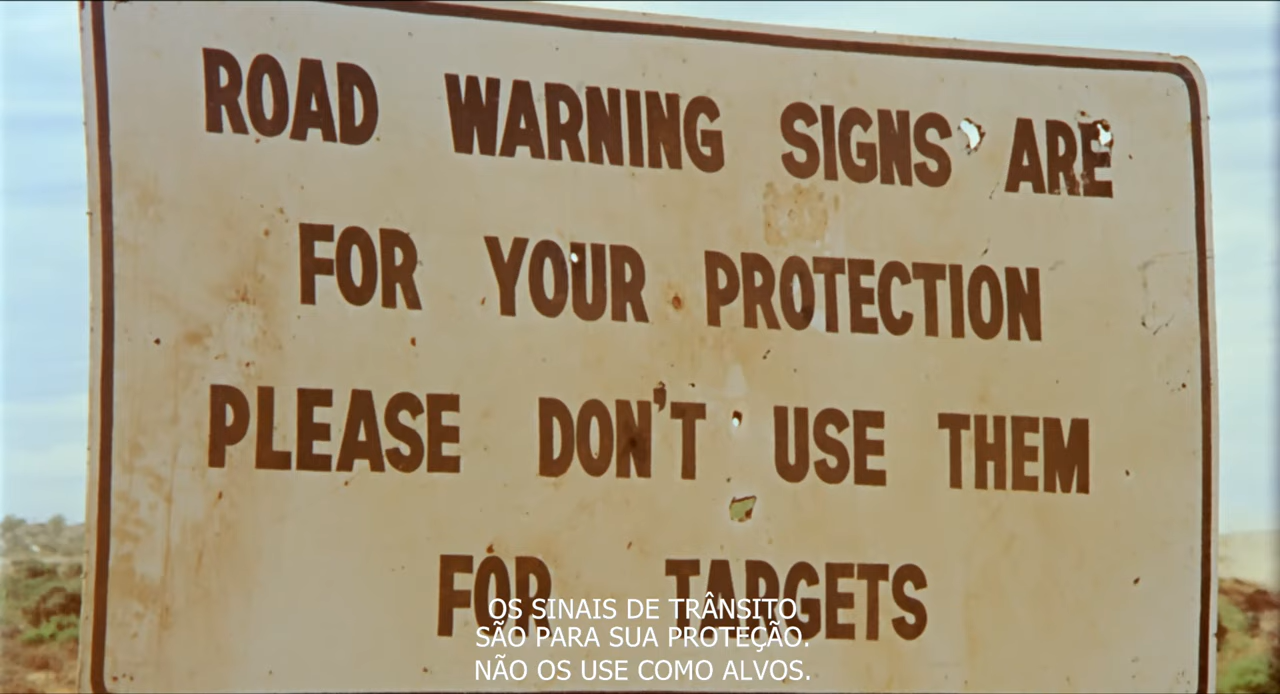 ROAD WARNING SIGNS ARE
FOR YOUR PROTECTION
PLEASE DON'T USE THEM
FOR TARGETS
OS SINAIS DE TRÂNSITO
SÃO PARA SUA PROTEÇÃO.
NÃO OS USE COMO ALVOS.